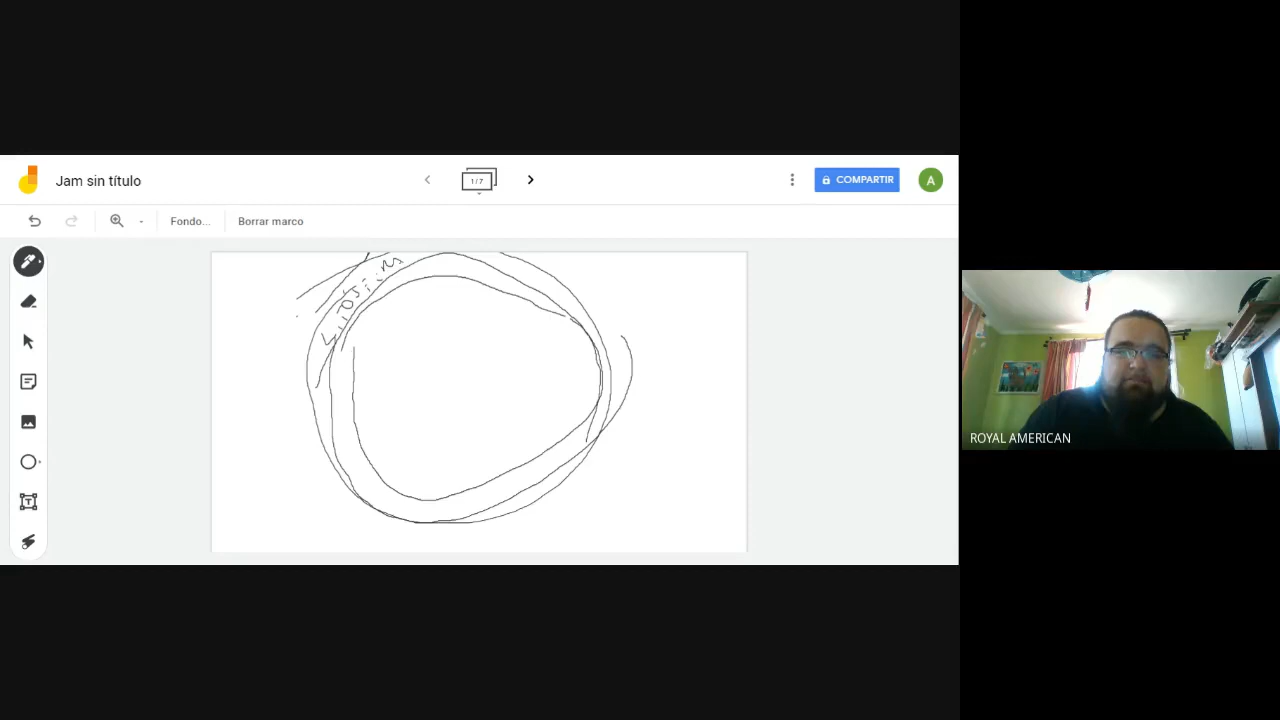 Jam sin título
1/7
COMPARTIR
A
Fondo...
Borrar marco
ROYAL AMERICAN